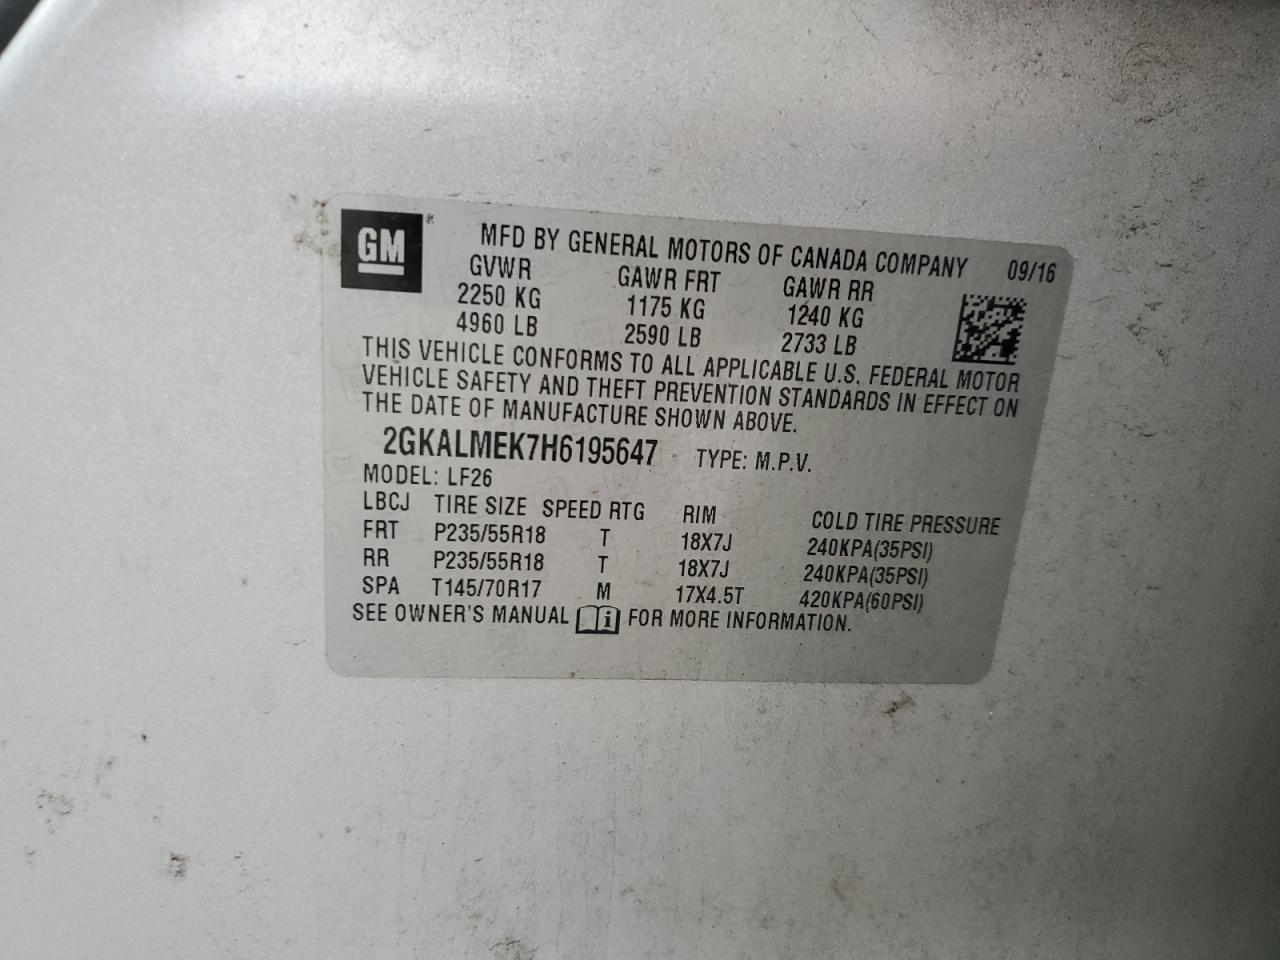 GM ®
MFD BY GENERAL MOTORS OF CANADA COMPANY 09/16
GVWR GAWR FRT GAWR RR
2250 KG 1175 KG 1240 KG
4960 LB 2590 LB 2733 LB
THIS VEHICLE CONFORMS TO ALL APPLICABLE U.S. FEDERAL MOTOR
VEHICLE SAFETY AND THEFT PREVENTION STANDARDS IN EFFECT ON
THE DATE OF MANUFACTURE SHOWN ABOVE.
2GKALMEK7H6195647 TYPE: M.P.V.
MODEL: LF26
LBCJ TIRE SIZE SPEED RTG RIM COLD TIRE PRESSURE
FRT P235/55R18 T 18X7J 240KPA(35PSI)
RR P235/55R18 T 18X7J 240KPA(35PSI)
SPA T145/70R17 M 17X4.5T 420KPA(60PSI)
SEE OWNER'S MANUAL i FOR MORE INFORMATION.